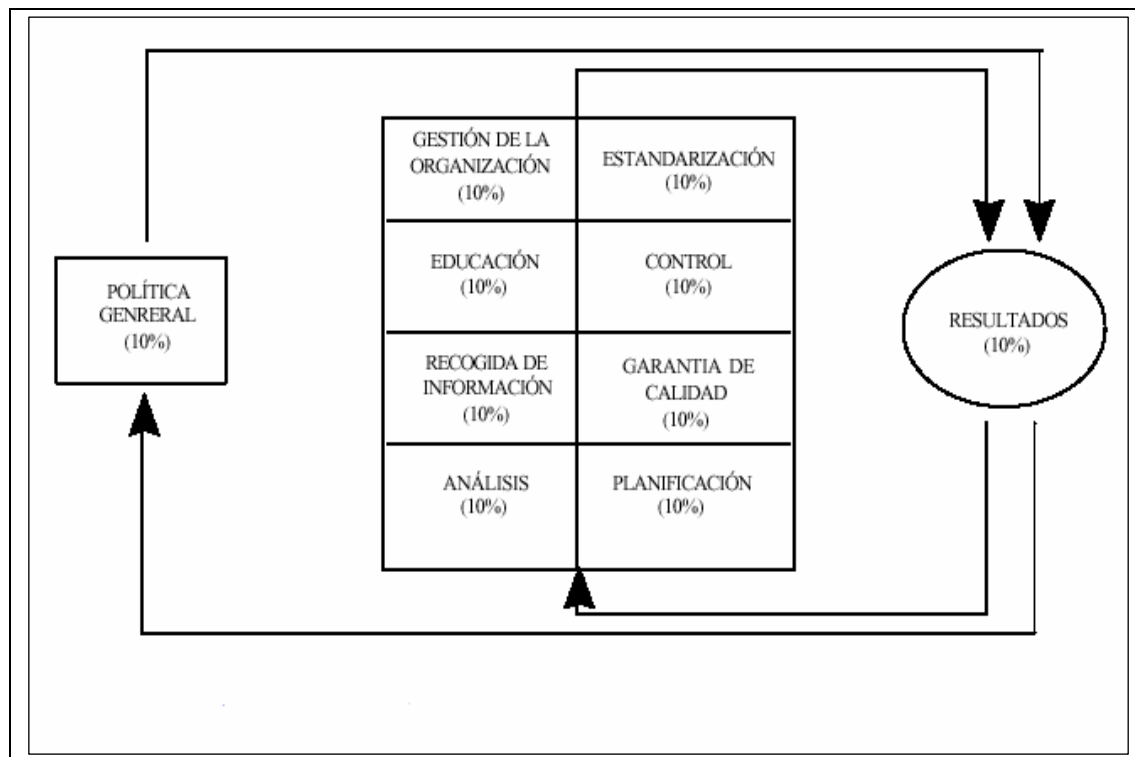 GESTIÓN DE LA
ORGANIZACIÓN
(10%)
ESTANDARIZACIÓN
(10%)
EDUCACIÓN
(10%)
CONTROL
(10%)
POLÍTICA
GENRERAL
(10%)
RESULTADOS
(10%)
RECOGIDA DE
INFORMACIÓN
(10%)
GARANTIA DE
CALIDAD
(10%)
ANÁLISIS
(10%)
PLANIFICACIÓN
(10%)